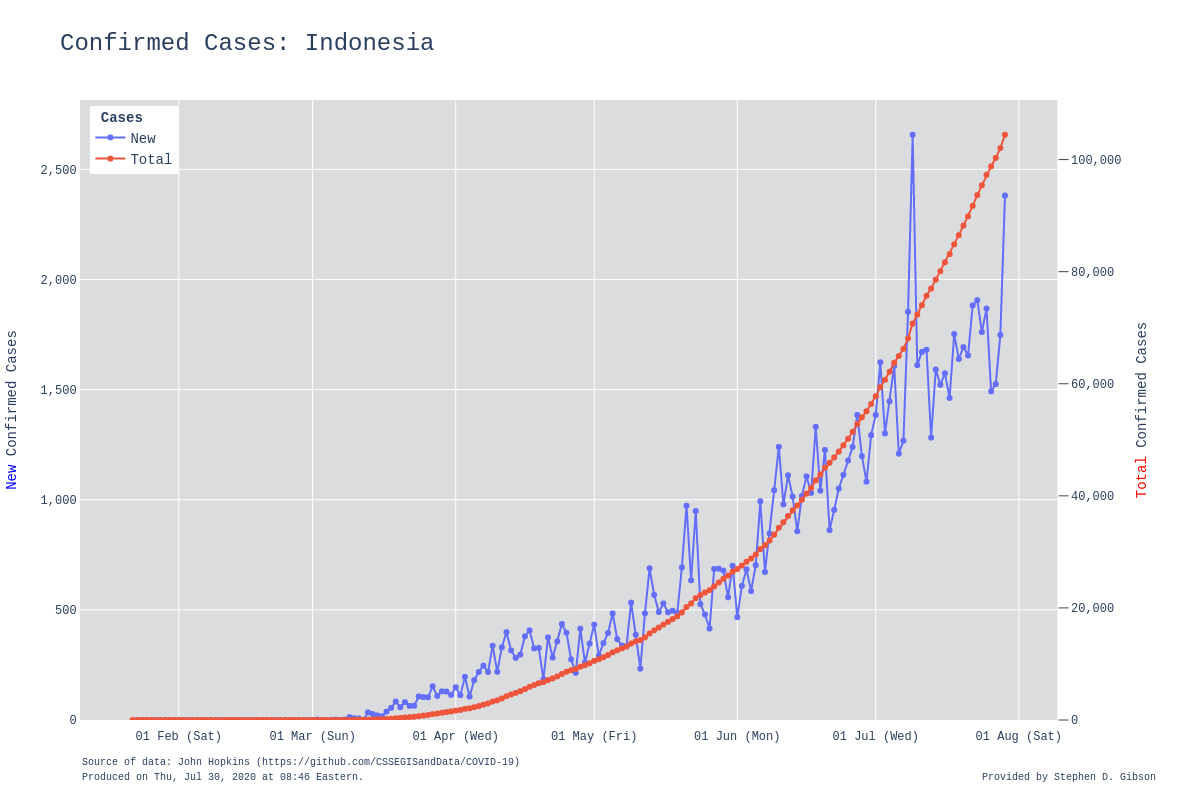 Confirmed Cases: Indonesia
Cases
New
Total
2,500
2,000
1,500
1,000
500
0
100,000
80,000
60,000
40,000
20,000
0
New Confirmed Cases
Total Confirmed Cases
01 Feb (Sat) 01 Mar (Sun) 01 Apr (Wed) 01 May (Fri) 01 Jun (Mon) 01 Jul (Wed) 01 Aug (Sat)
Source of data: John Hopkins (https://github.com/CSSEGISandData/COVID-19)
Produced on Thu, Jul 30, 2020 at 08:46 Eastern.
Provided by Stephen D. Gibson